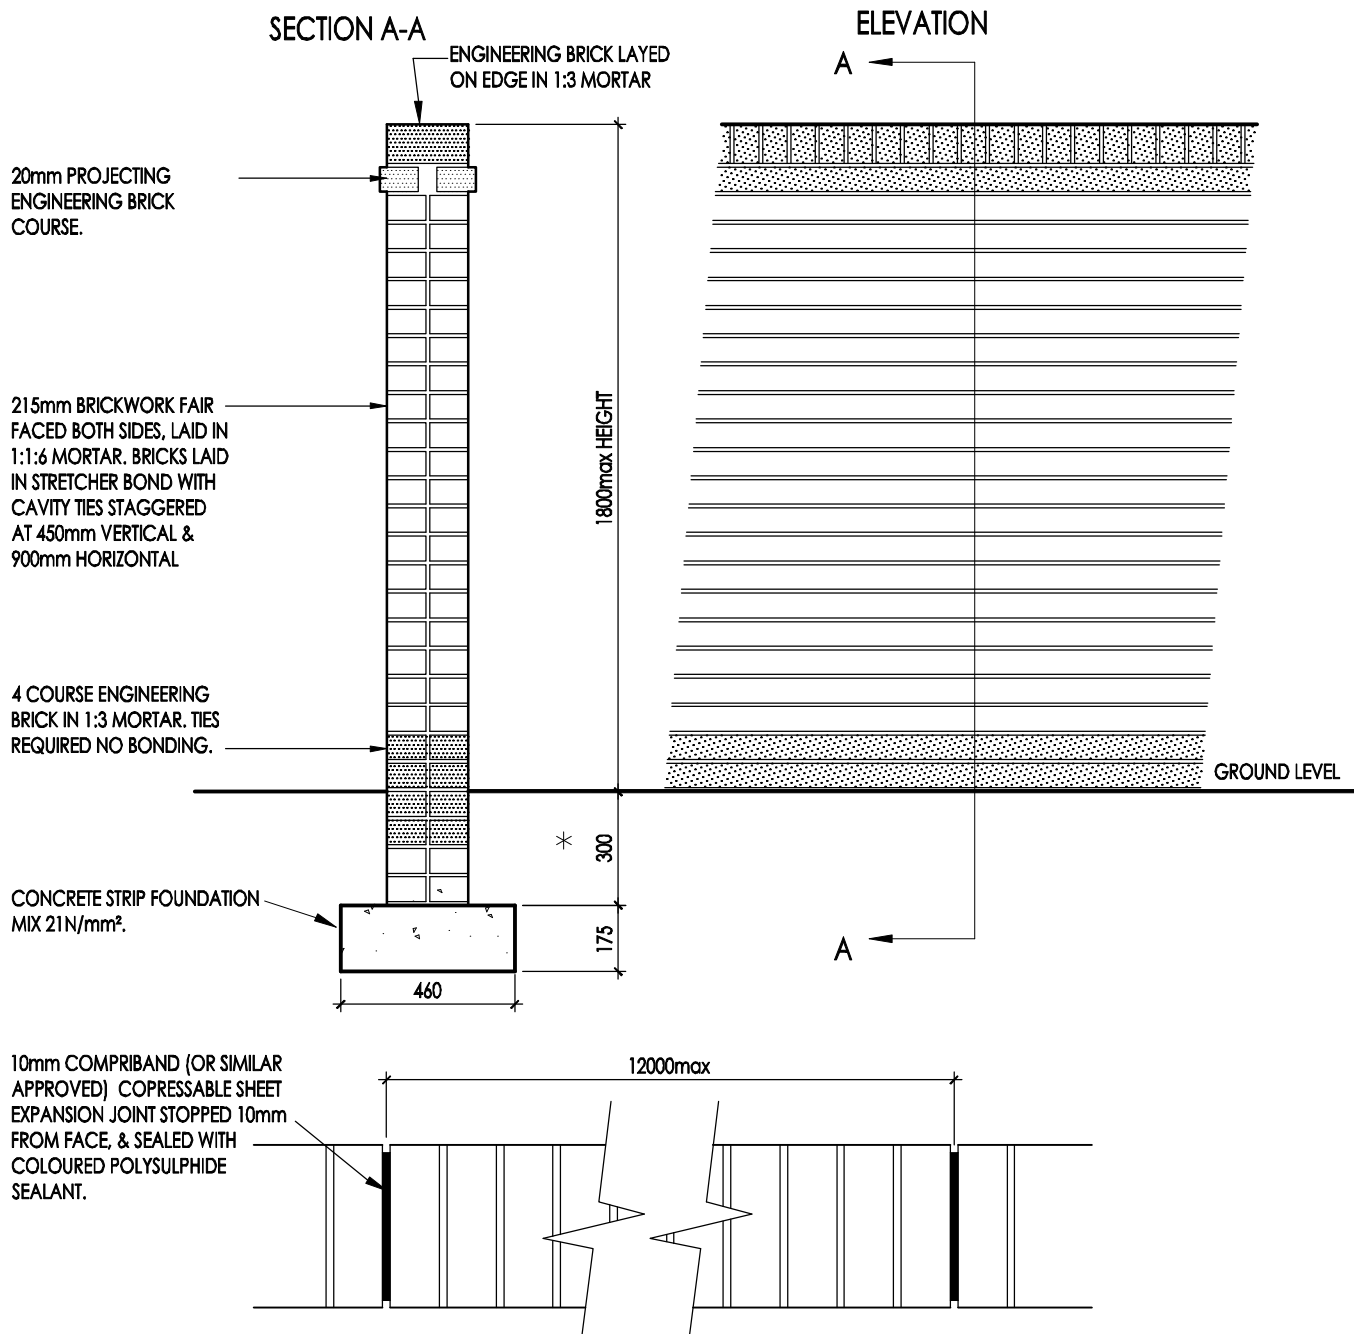 SECTION A-A
ELEVATION
ENGINEERING BRICK LAYED
ON EDGE IN 1:3 MORTAR
A
20mm PROJECTING
ENGINEERING BRICK
COURSE.
215mm BRICKWORK FAIR
FACED BOTH SIDES, LAID IN
1:1:6 MORTAR. BRICKS LAID
IN STRETCHER BOND WITH
CAVITY TIES STAGGERED
AT 450mm VERTICAL &
900mm HORIZONTAL
1800max HEIGHT
4 COURSE ENGINEERING
BRICK IN 1:3 MORTAR. TIES
REQUIRED NO BONDING.
GROUND LEVEL
* 300
CONCRETE STRIP FOUNDATION
MIX 21N/mm².
175
A
460
10mm COMPRIBAND (OR SIMILAR
APPROVED) COPRESSABLE SHEET
EXPANSION JOINT STOPPED 10mm
FROM FACE, & SEALED WITH
COLOURED POLYSULPHIDE
SEALANT.
12000max